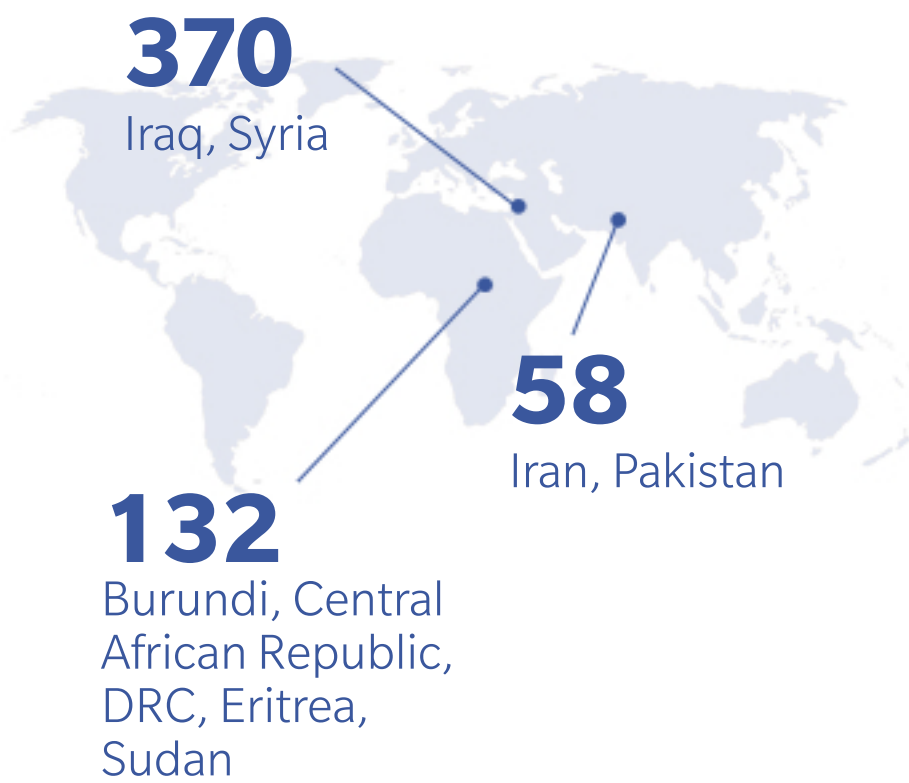 370
Iraq, Syria
58
Iran, Pakistan
132
Burundi, Central
African Republic,
DRC, Eritrea,
Sudan